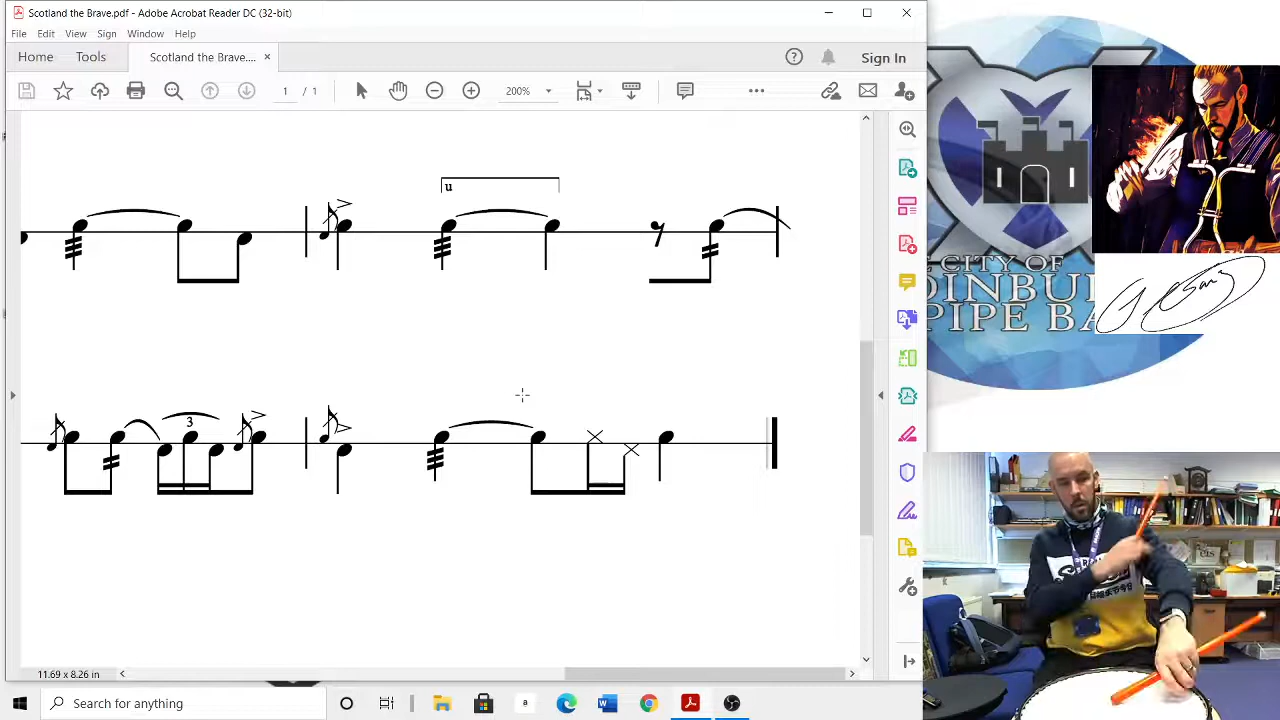 Scotland the Brave.pdf - Adobe Acrobat Reader DC (32-bit)
File Edit View Sign Window Help
Home Tools Scotland the Brave.... × Sign In
1 / 1 200%
u
3
11.69 x 8.26 in
CITY OF
PIPE BA
Search for anything